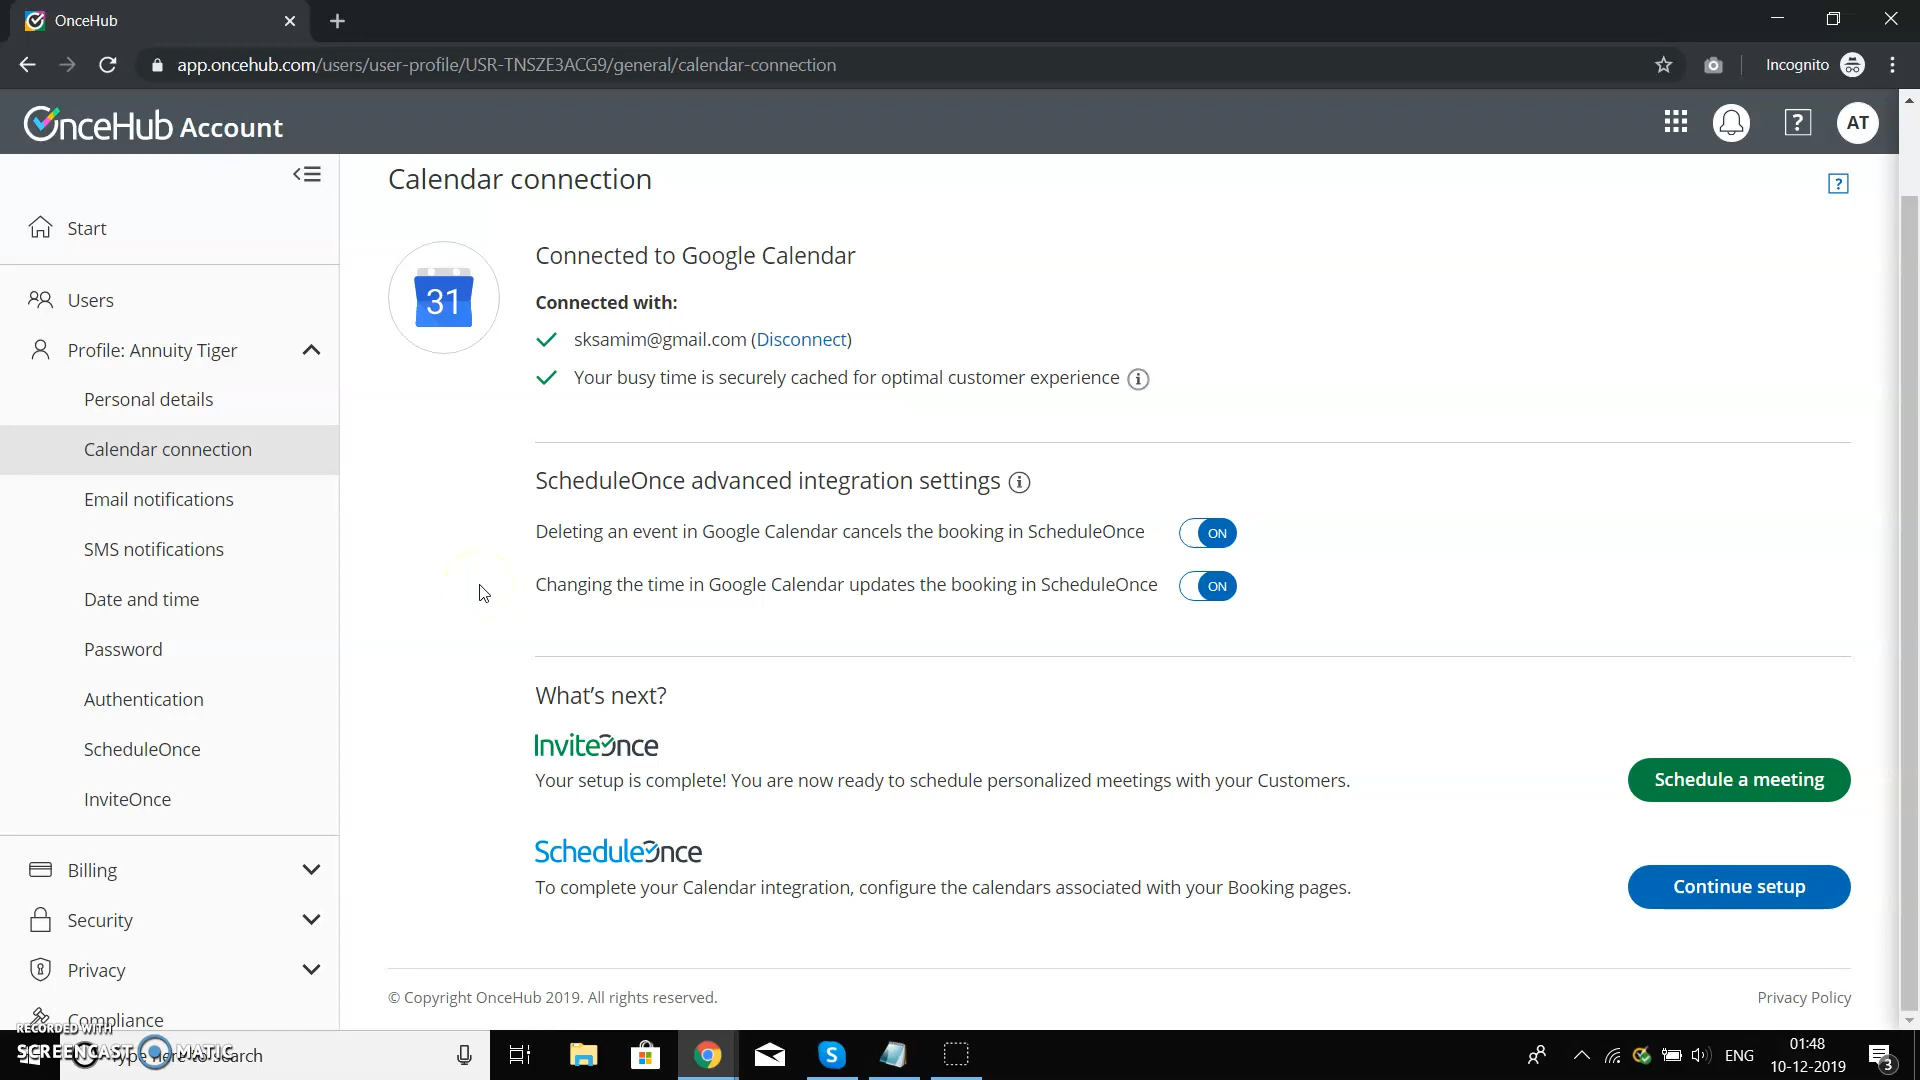 OnceHub
app.oncehub.com/users/user-profile/USR-TNSZE3ACG9/general/calendar-connection
Incognito
OnceHub Account
?
AT
Start
Users
Profile: Annuity Tiger
Personal details
Calendar connection
Email notifications
SMS notifications
Date and time
Password
Authentication
ScheduleOnce
InviteOnce
Billing
Security
Privacy
Compliance
Calendar connection
?
31
Connected to Google Calendar
Connected with:
sksamim@gmail.com (Disconnect)
Your busy time is securely cached for optimal customer experience
ScheduleOnce advanced integration settings
Deleting an event in Google Calendar cancels the booking in ScheduleOnce ON
Changing the time in Google Calendar updates the booking in ScheduleOnce ON
What's next?
InviteOnce
Your setup is complete! You are now ready to schedule personalized meetings with your Customers.
Schedule a meeting
ScheduleOnce
To complete your Calendar integration, configure the calendars associated with your Booking pages.
Continue setup
© Copyright OnceHub 2019. All rights reserved.
Privacy Policy
RECORDED WITH
SCREENCAST MATIC
Type here to search
S
ENG
01:48
10-12-2019
3